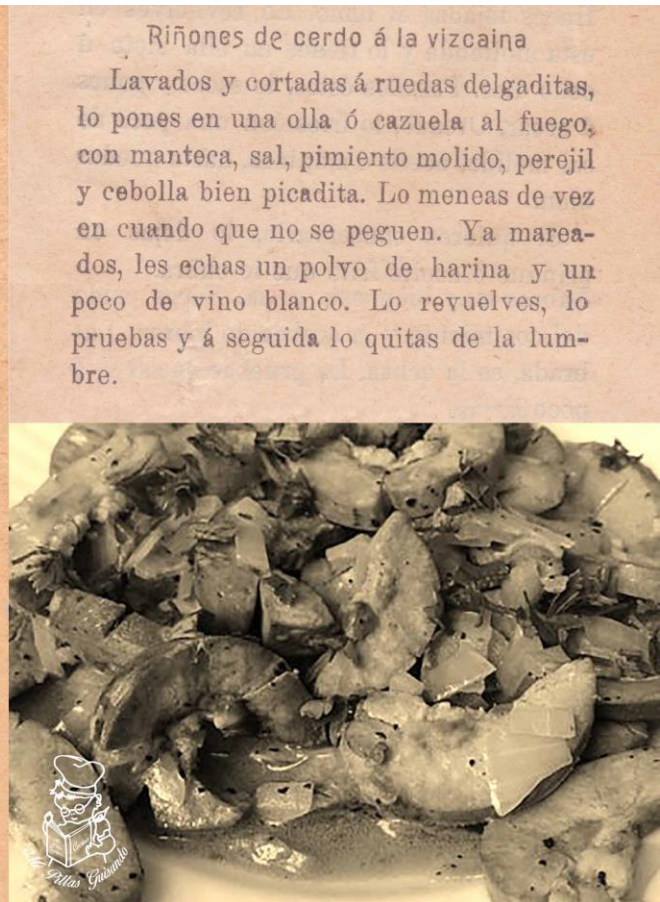 Riñones de cerdo á la vizcaina
Lavados y cortadas á ruedas delgaditas,
lo pones en una olla ó cazuela al fuego,
con manteca, sal, pimiento molido, perejil
y cebolla bien picadita. Lo meneas de vez
en cuando que no se peguen. Ya marea-
dos, les echas un polvo de harina y un
poco de vino blanco. Lo revuelves, lo
pruebas y á seguida lo quitas de la lum-
bre.
Pillas Guisando